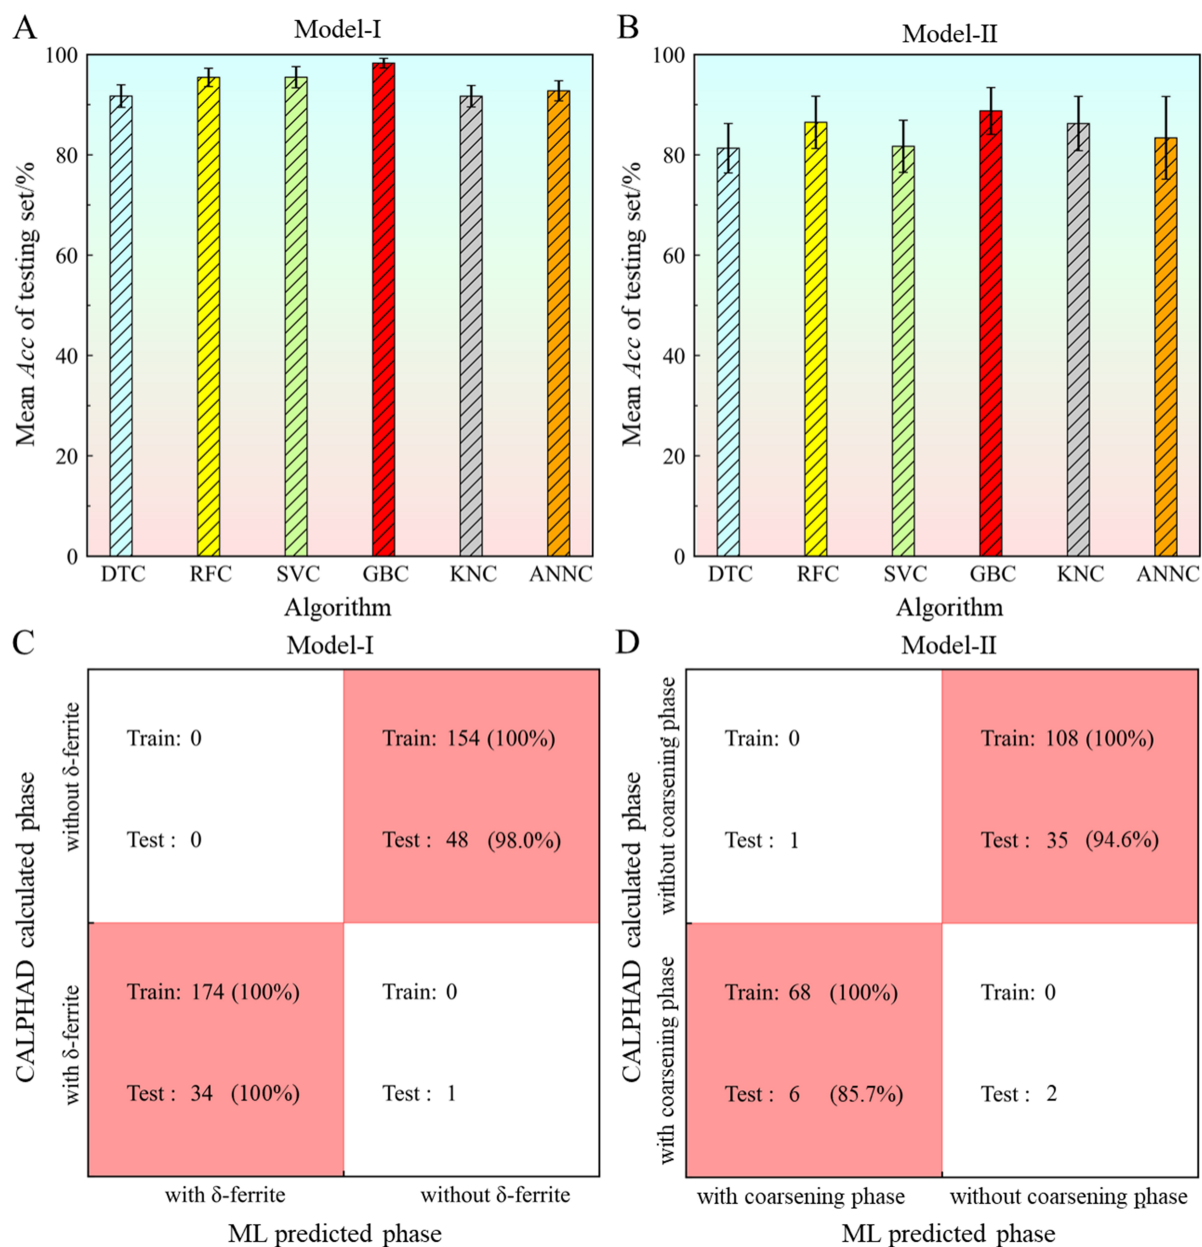 A
Model-I
Mean Acc of testing set/%
100
80
60
40
20
0
DTC RFC SVC GBC KNC ANNC
Algorithm
B
Model-II
Mean Acc of testing set/%
100
80
60
40
20
0
DTC RFC SVC GBC KNC ANNC
Algorithm
C
Model-I
CALPHAD calculated phase
without δ-ferrite
with δ-ferrite
Train: 0
Train: 154 (100%)
Test : 0
Test : 48 (98.0%)
Train: 174 (100%)
Train: 0
Test : 34 (100%)
Test : 1
with δ-ferrite
without δ-ferrite
ML predicted phase
D
Model-II
CALPHAD calculated phase
without coarsening phase
with coarsening phase
Train: 0
Train: 108 (100%)
Test : 1
Test : 35 (94.6%)
Train: 68 (100%)
Train: 0
Test : 6 (85.7%)
Test : 2
with coarsening phase
without coarsening phase
ML predicted phase